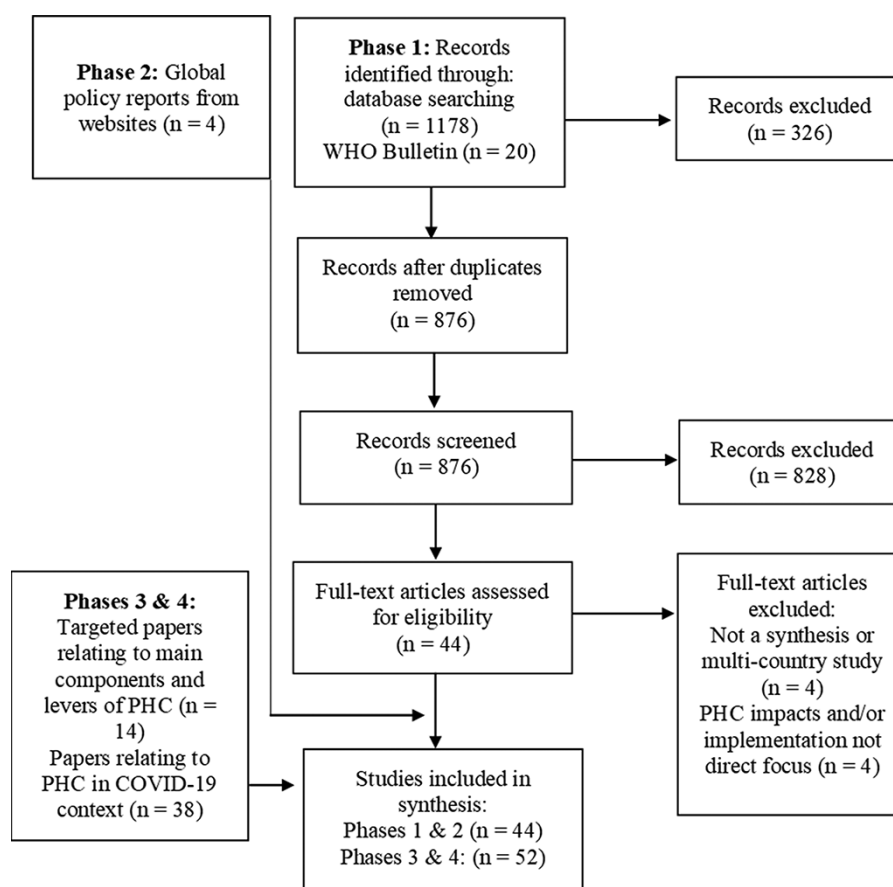 Phase 2: Global
policy reports from
websites (n = 4)
Phase 1: Records
identified through:
database searching
(n = 1178)
WHO Bulletin (n = 20)
Records excluded
(n = 326)
Records after duplicates
removed
(n = 876)
Records screened
(n = 876)
Records excluded
(n = 828)
Full-text articles assessed
for eligibility
(n = 44)
Full-text articles
excluded:
Not a synthesis or
multi-country study
(n = 4)
PHC impacts and/or
implementation not
direct focus (n = 4)
Phases 3 & 4:
Targeted papers
relating to main
components and
levers of PHC (n =
14)
Papers relating to
PHC in COVID-19
context (n = 38)
Studies included in
synthesis:
Phases 1 & 2 (n = 44)
Phases 3 & 4: (n = 52)